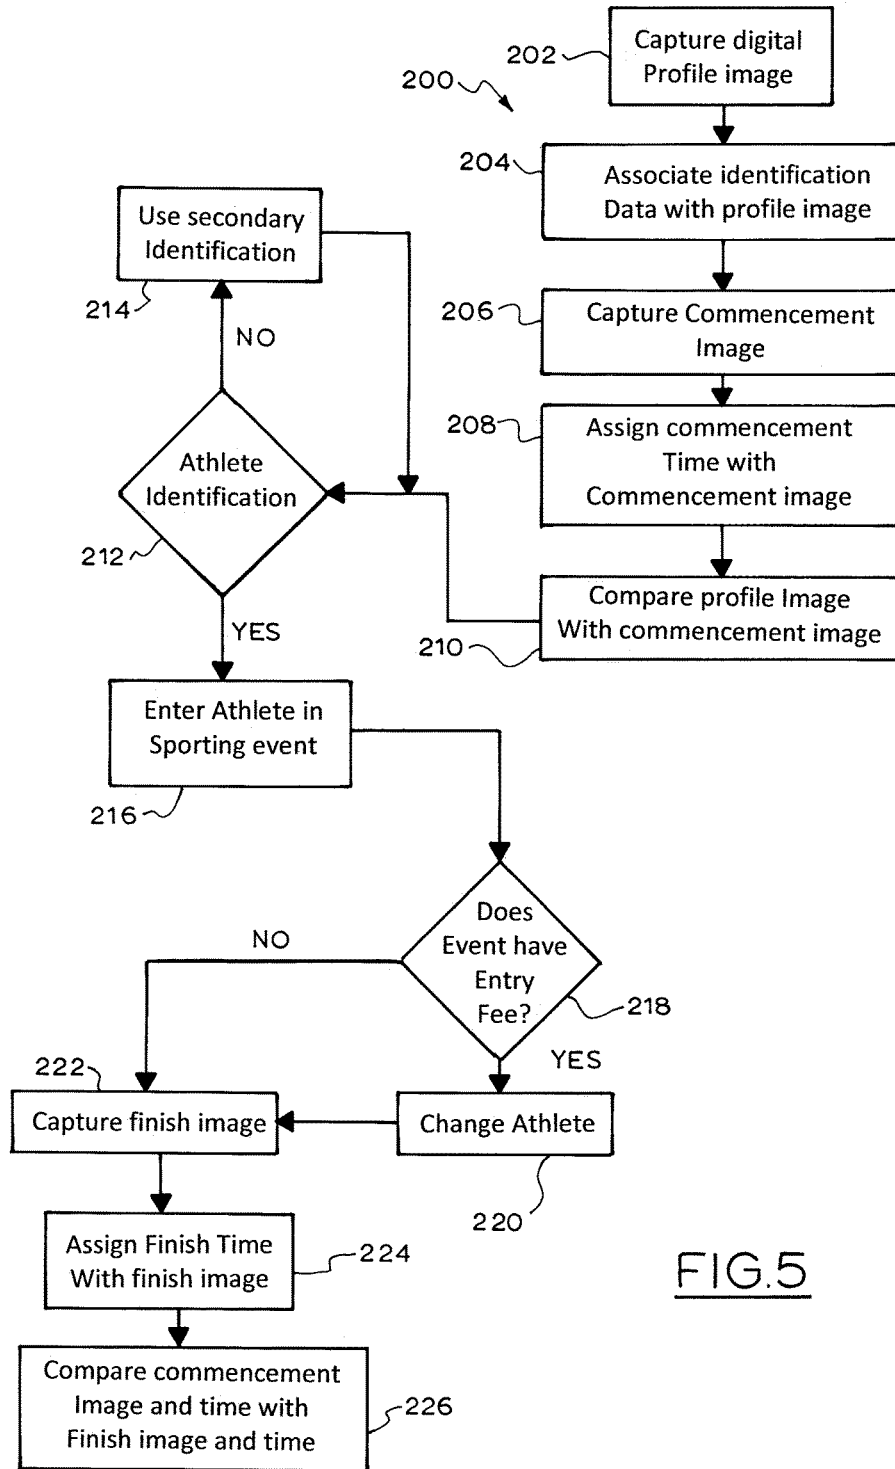 202
Capture digital
Profile image
200
204
Associate identification
Data with profile image
206
Capture Commencement
Image
208
Assign commencement
Time with
Commencement image
210
Compare profile Image
With commencement image
Use secondary
Identification
214
NO
Athlete
Identification
212
YES
Enter Athlete in
Sporting event
216
Does
Event have
Entry
Fee?
218
NO
YES
222
Capture finish image
Change Athlete
220
Assign Finish Time
With finish image
224
Compare commencement
Image and time with
Finish image and time
226
FIG.5